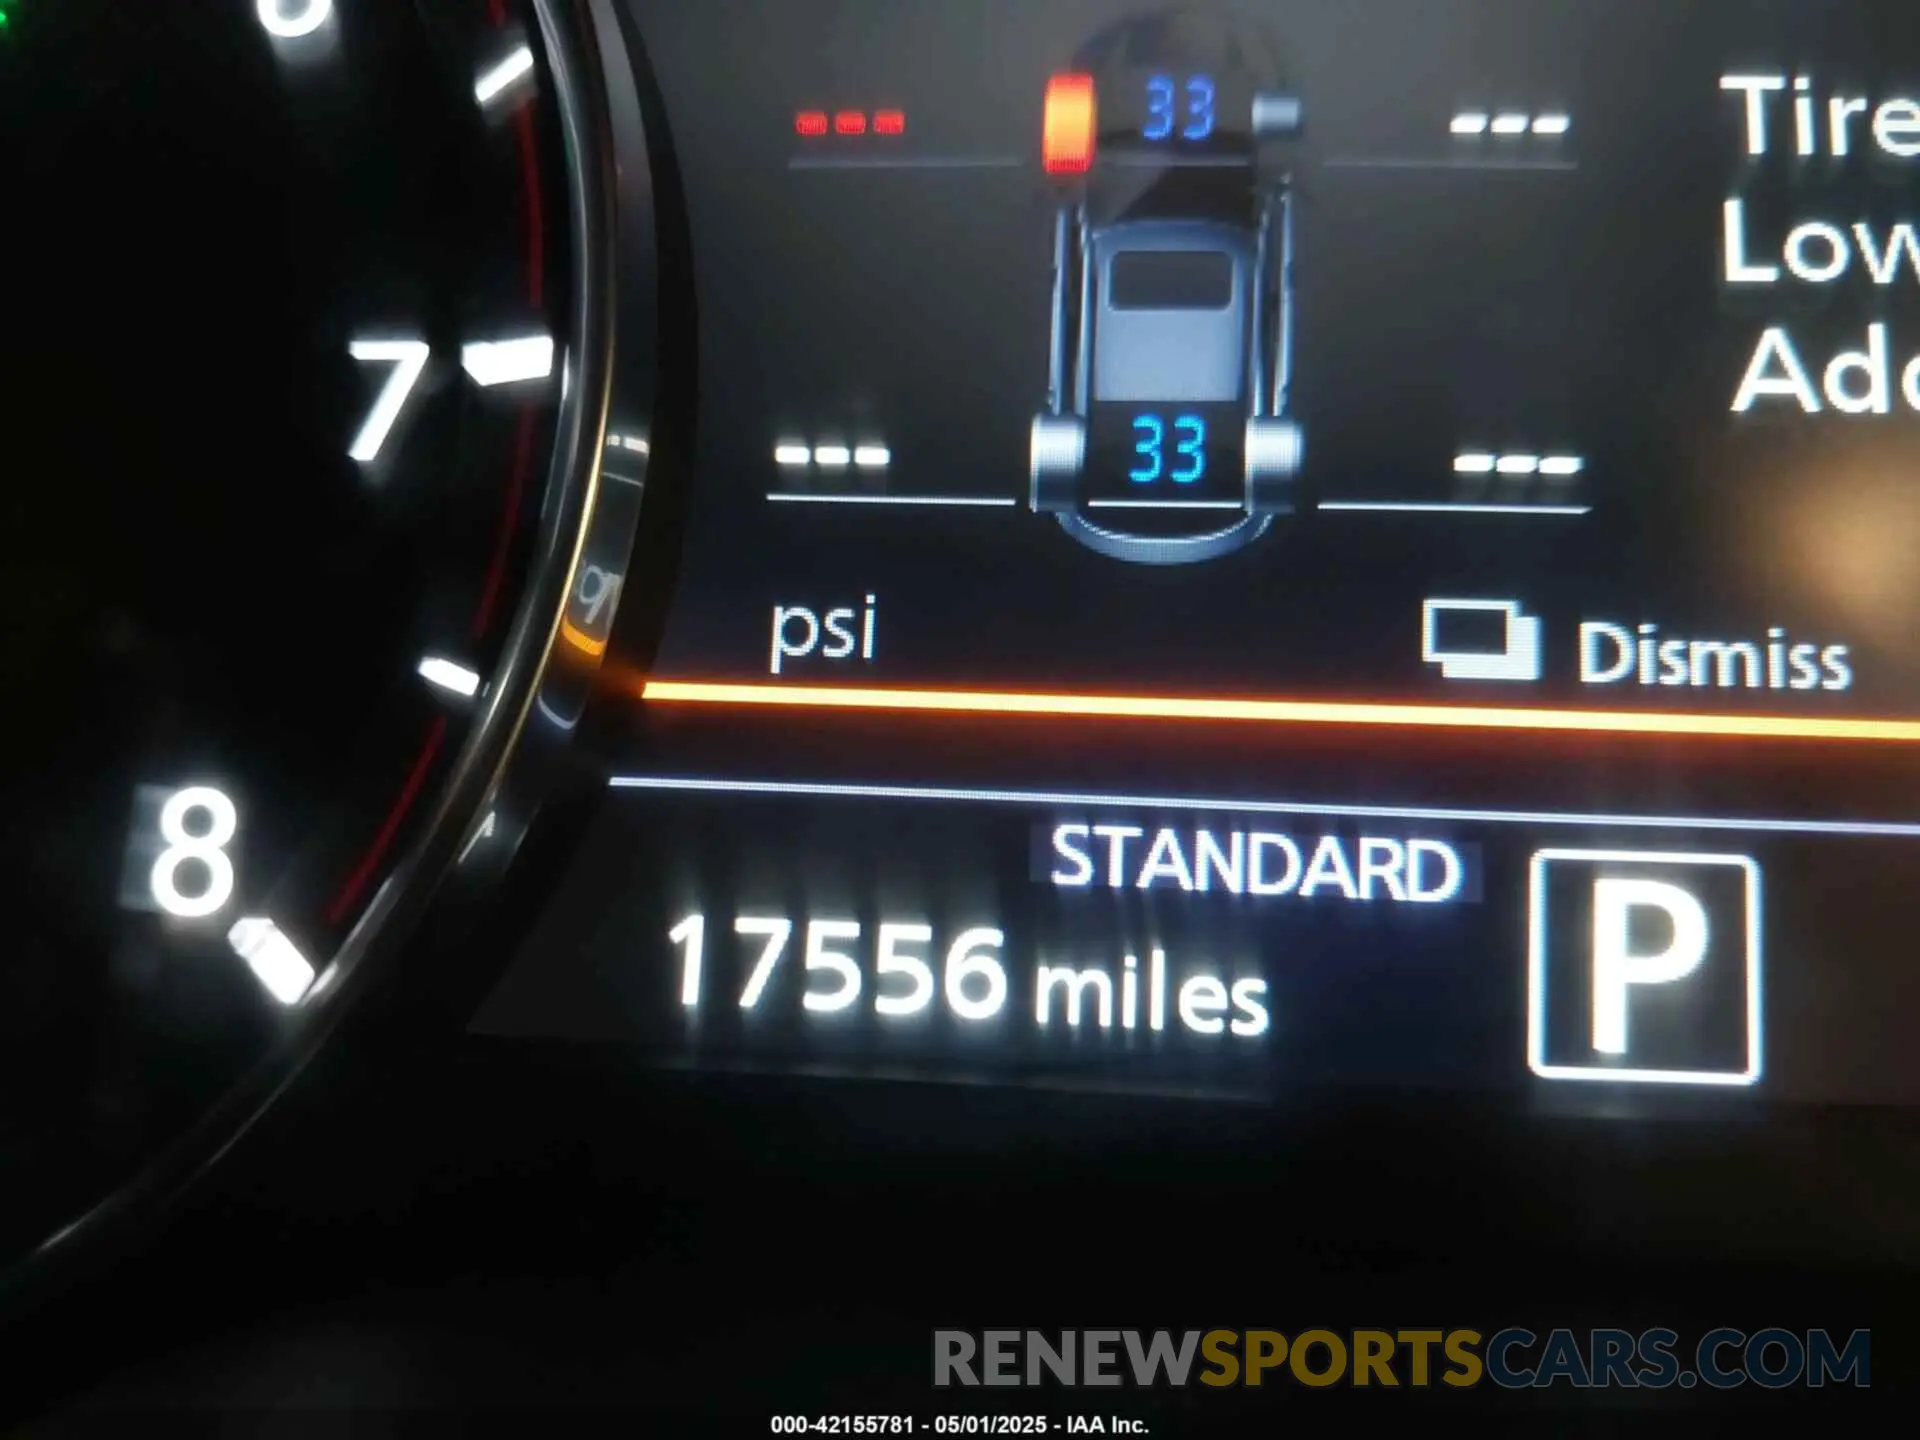 33
--- ---
Tire
Low
7
33
--- ---
psi
Dismiss
8
STANDARD
17556 miles
P
RENEWSPORTSCARS.COM
000-42155781 - 05/01/2025 - IAA Inc.